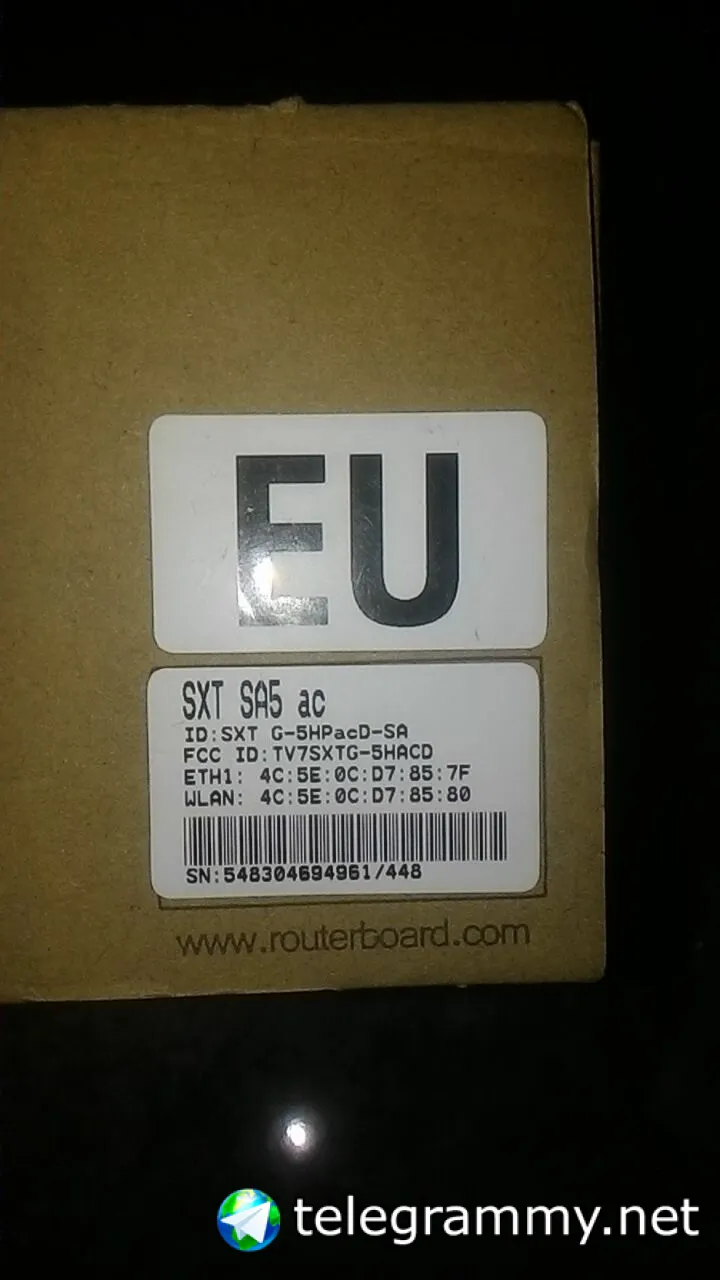 EU
SXT SA5 ac
ID:SXT G-5HPacD-SA
FCC ID:TV7SXTG-5HACD
ETH1: 4C:5E:0C:D7:85:7F
WLAN: 4C:5E:0C:D7:85:80
SN:548304694961/448
www.routerboard.com
telegrammy.net